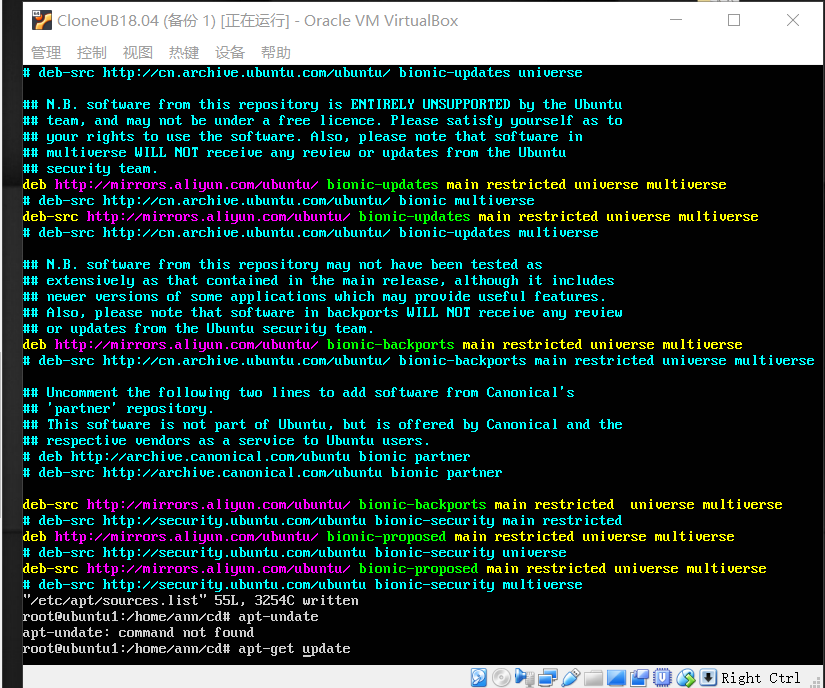 CloneUB18.04 (备份 1) [正在运行] - Oracle VM VirtualBox
管理 控制 视图 热键 设备 帮助
# deb-src http://cn.archive.ubuntu.com/ubuntu/ bionic-updates universe
## N.B. software from this repository is ENTIRELY UNSUPPORTED by the Ubuntu
## team, and may not be under a free licence. Please satisfy yourself as to
## your rights to use the software. Also, please note that software in
## multiverse WILL NOT receive any review or updates from the Ubuntu
## security team.
deb http://mirrors.aliyun.com/ubuntu/ bionic-updates main restricted universe multiverse
# deb-src http://cn.archive.ubuntu.com/ubuntu/ bionic multiverse
deb-src http://mirrors.aliyun.com/ubuntu/ bionic-updates main restricted universe multiverse
# deb-src http://cn.archive.ubuntu.com/ubuntu/ bionic-updates multiverse
## N.B. software from this repository may not have been tested as
## extensively as that contained in the main release, although it includes
## newer versions of some applications which may provide useful features.
## Also, please note that software in backports WILL NOT receive any review
## or updates from the Ubuntu security team.
deb http://mirrors.aliyun.com/ubuntu/ bionic-backports main restricted universe multiverse
# deb-src http://cn.archive.ubuntu.com/ubuntu/ bionic-backports main restricted universe multiverse
## Uncomment the following two lines to add software from Canonical's
## 'partner' repository.
## This software is not part of Ubuntu, but is offered by Canonical and the
## respective vendors as a service to Ubuntu users.
# deb http://archive.canonical.com/ubuntu bionic partner
# deb-src http://archive.canonical.com/ubuntu bionic partner
deb-src http://mirrors.aliyun.com/ubuntu/ bionic-backports main restricted  universe multiverse
# deb-src http://security.ubuntu.com/ubuntu bionic-security main restricted
deb http://mirrors.aliyun.com/ubuntu/ bionic-proposed main restricted universe multiverse
# deb-src http://security.ubuntu.com/ubuntu bionic-security universe
deb-src http://mirrors.aliyun.com/ubuntu/ bionic-proposed main restricted universe multiverse
# deb-src http://security.ubuntu.com/ubuntu bionic-security multiverse
"/etc/apt/sources.list" 55L, 3254C written
root@ubuntu1:/home/ann/cd# apt-undate
apt-undate: command not found
root@ubuntu1:/home/ann/cd# apt-get update
Right Ctrl